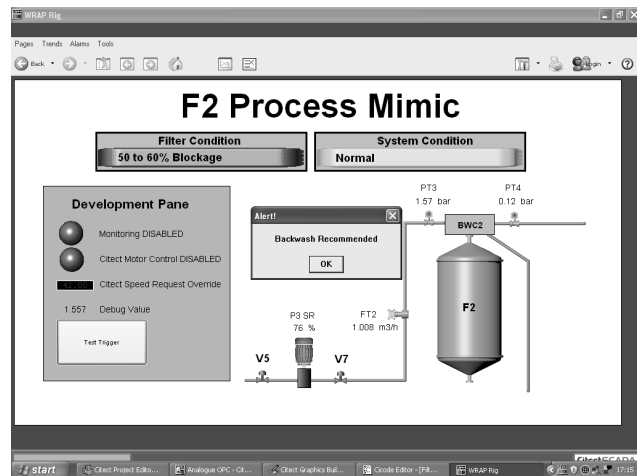 WRAP Rig
Pages Trends Alarms Tools
Back Login
F2 Process Mimic
Filter Condition
50 to 60% Blockage
System Condition
Normal
Development Pane
Monitoring DISABLED
Citect Motor Control DISABLED
Citect Speed Request Override
1.557 Debug Value
Test Trigger
Alert!
Backwash Recommended
OK
PT3
1.57 bar
PT4
0.12 bar
BWC2
F2
P3 SR
76 %
FT2
1.008 m3/h
V5
V7
CitectSCADA
start Citect Project Edito... Analogue OPC - Cit... Citect Graphics Buil... Cicode Editor - [Filt... WRAP Rig 17:15